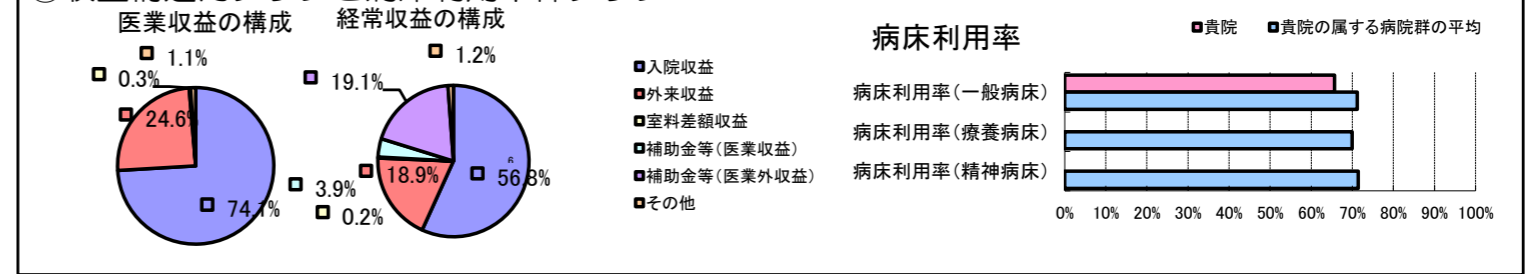 医業収益の構成
1.1%
0.3%
24.6%
74.1%
経常収益の構成
1.2%
19.1%
3.9%
0.2%
18.9%
56.8%
入院収益
外来収益
室料差額収益
補助金等(医業収益)
補助金等(医業外収益)
その他
病床利用率
貴院 貴院の属する病院群の平均
病床利用率(一般病床)
病床利用率(療養病床)
病床利用率(精神病床)
0% 10% 20% 30% 40% 50% 60% 70% 80% 90% 100%